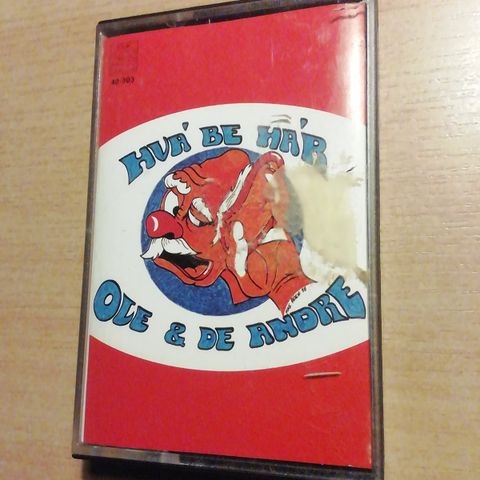 40-303
HVA' BE HA'R
OLE & DE ANDRE